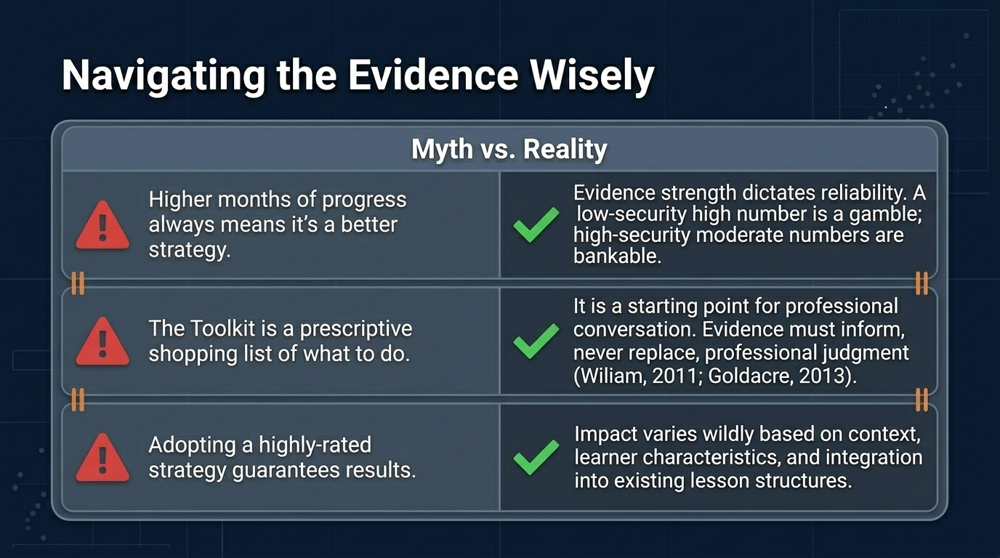 Navigating the Evidence Wisely
Myth vs. Reality
Higher months of progress
always means it’s a better
strategy.
Evidence strength dictates reliability. A
low-security high number is a gamble;
high-security moderate numbers are
bankable.
The Toolkit is a prescriptive
shopping list of what to do.
It is a starting point for professional
conversation. Evidence must inform,
never replace, professional judgment
(Wiliam, 2011; Goldacre, 2013).
Adopting a highly-rated
strategy guarantees results.
Impact varies wildly based on context,
learner characteristics, and integration
into existing lesson structures.